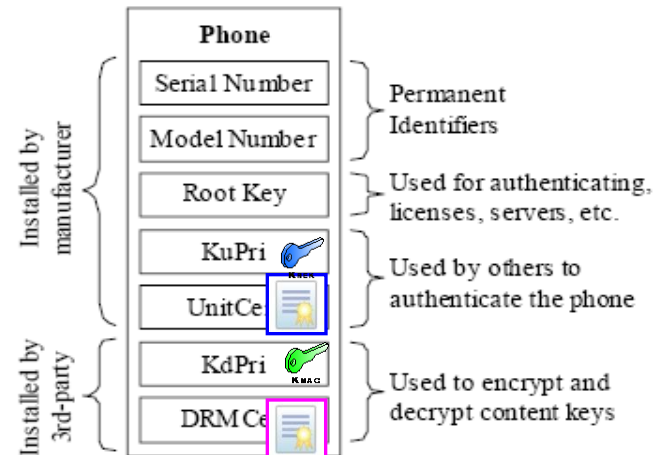 Phone
Serial Number
Model Number
Root Key
KuPri
UnitCe
KdPri
KMAC
DRM Ce
Installed by
manufacturer
Installed by
3rd-party
Permanent
Identifiers
Used for authenticating,
licenses, servers, etc.
Used by others to
authenticate the phone
Used to encrypt and
decrypt content keys